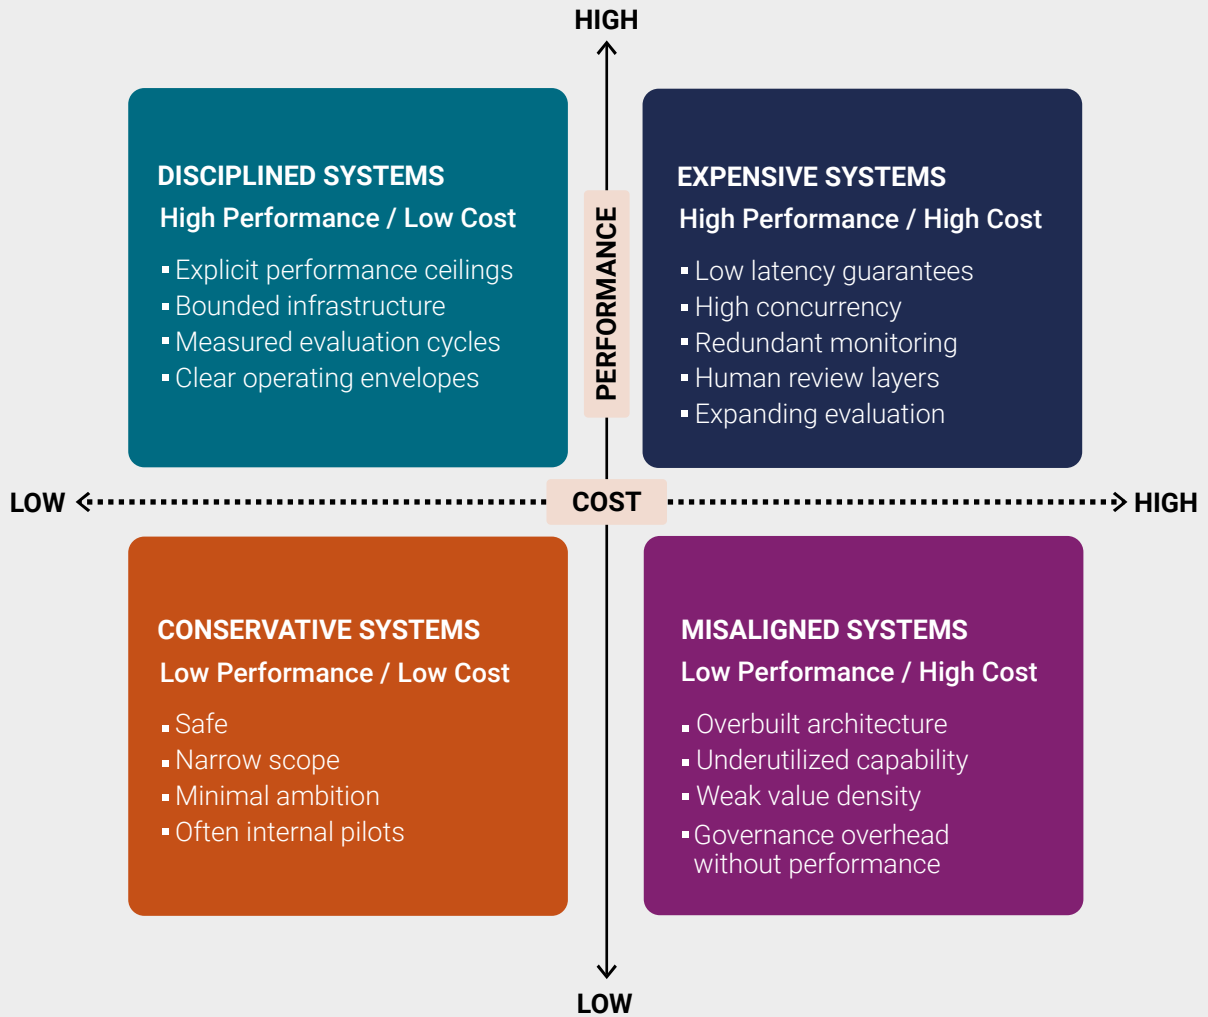 HIGH
DISCIPLINED SYSTEMS
High Performance / Low Cost
▪ Explicit performance ceilings
▪ Bounded infrastructure
▪ Measured evaluation cycles
▪ Clear operating envelopes
PERFORMANCE
EXPENSIVE SYSTEMS
High Performance / High Cost
▪ Low latency guarantees
▪ High concurrency
▪ Redundant monitoring
▪ Human review layers
▪ Expanding evaluation
LOW
COST
HIGH
CONSERVATIVE SYSTEMS
Low Performance / Low Cost
▪ Safe
▪ Narrow scope
▪ Minimal ambition
▪ Often internal pilots
MISALIGNED SYSTEMS
Low Performance / High Cost
▪ Overbuilt architecture
▪ Underutilized capability
▪ Weak value density
▪ Governance overhead
without performance
LOW